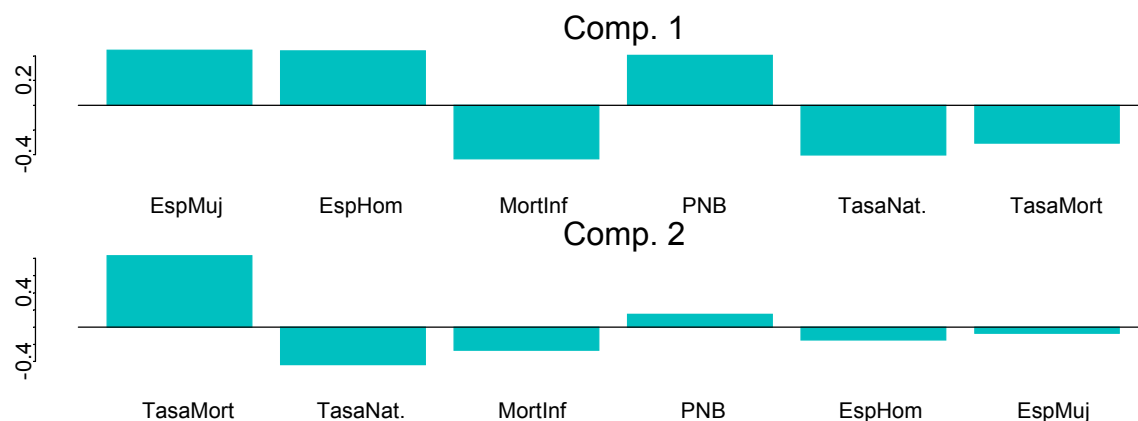 Comp. 1
0.2
-0.4
EspMuj EspHom MortInf PNB TasaNat. TasaMort
Comp. 2
0.4
-0.4
TasaMort TasaNat. MortInf PNB EspHom EspMuj